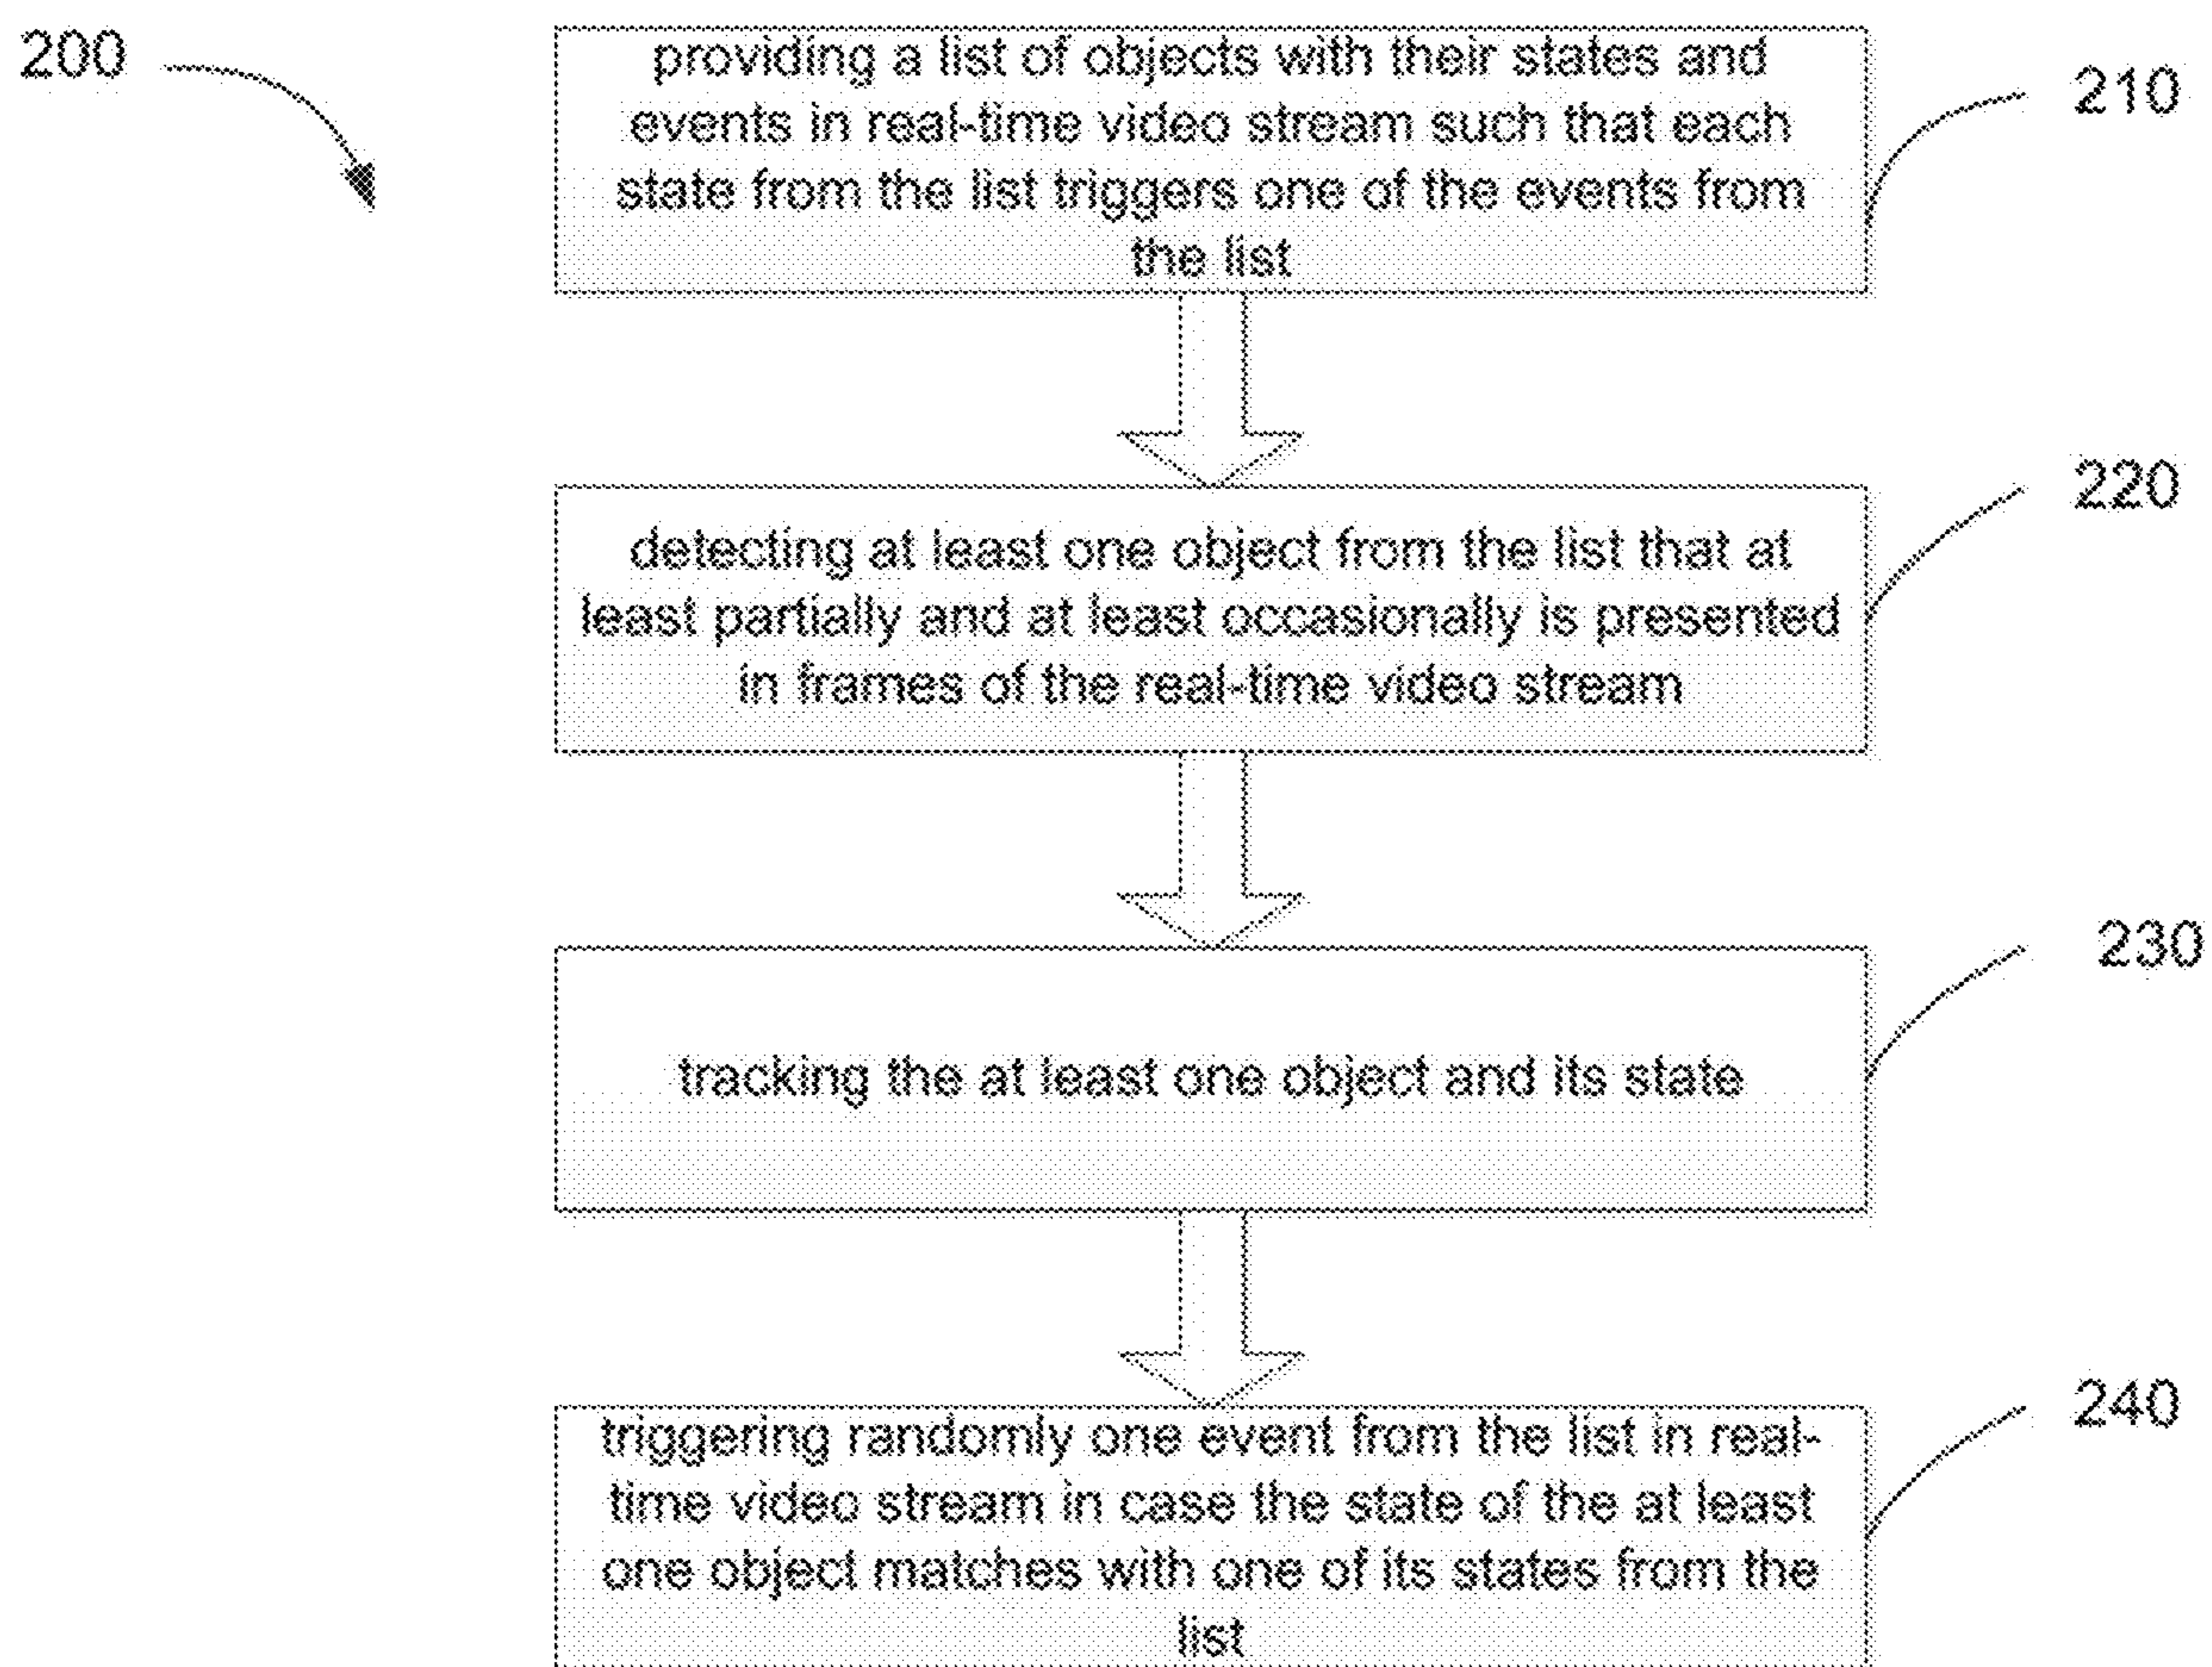 200
providing a list of objects with their states and
events in real-time video stream such that each
state from the list triggers one of the events from
the list
210
detecting at least one object from the list that at
least partially and at least occasionally is presented
in frames of the real-time video stream
220
tracking the at least one object and its state
230
triggering randomly one event from the list in real-
time video stream in case the state of the at least
one object matches with one of its states from the
list
240